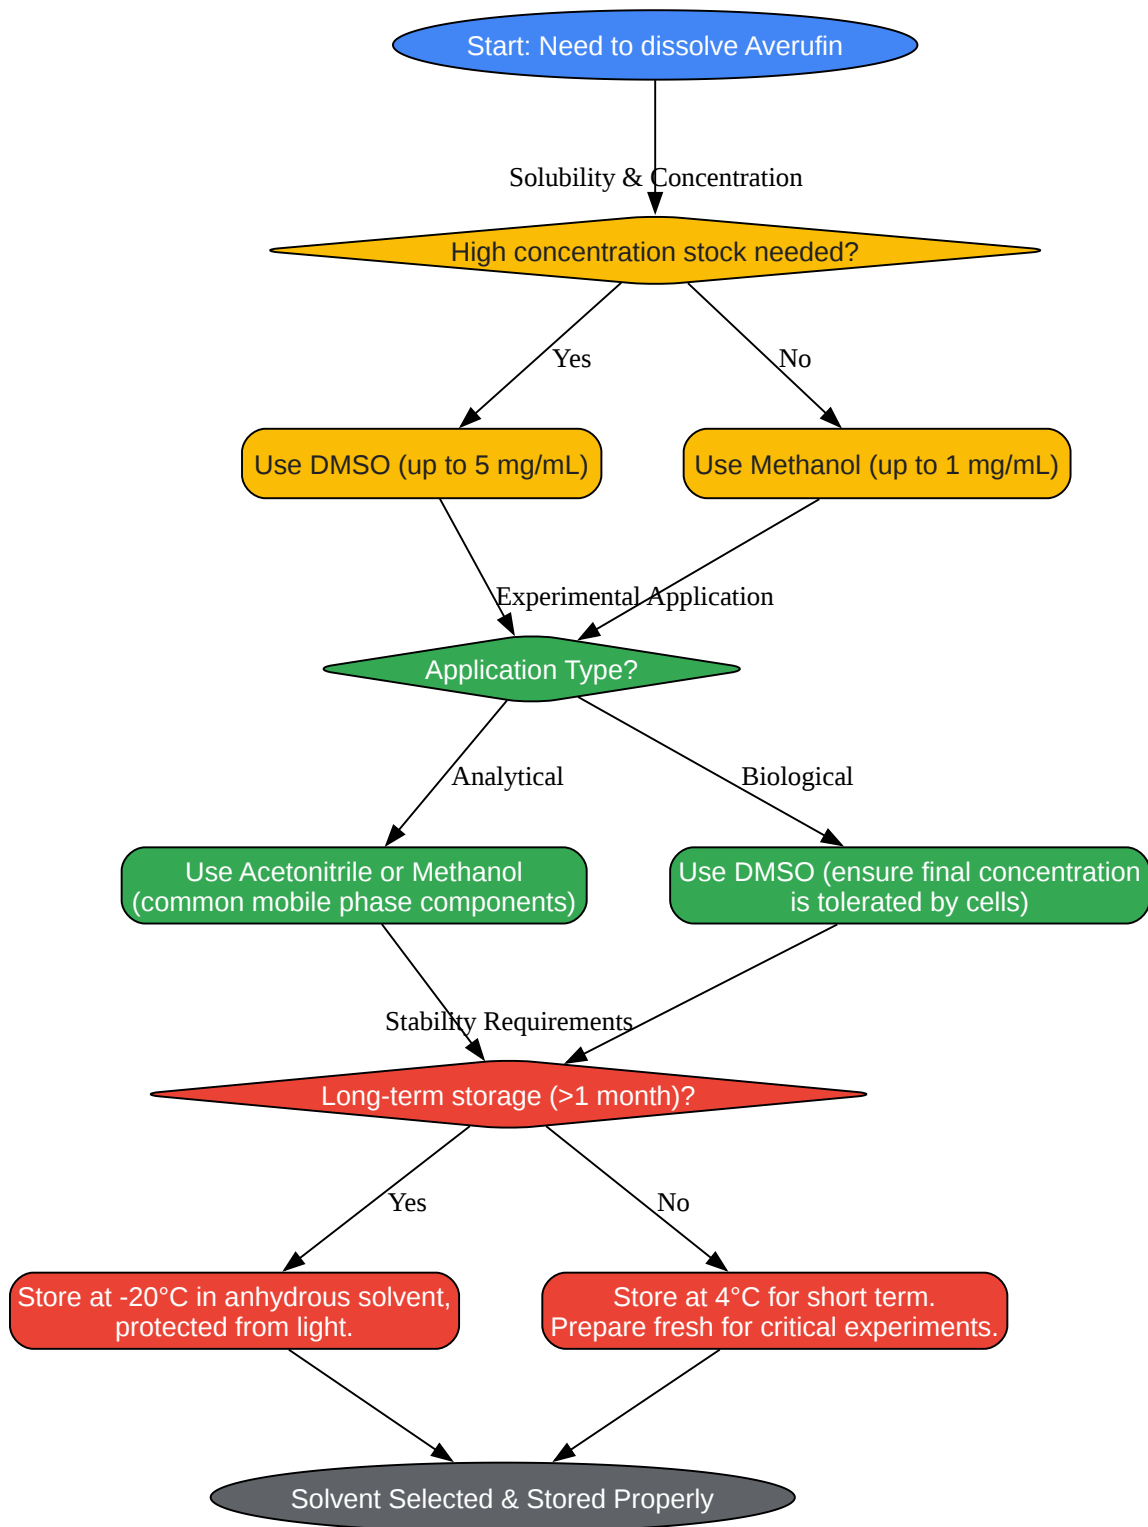 Start: Need to dissolve Averufin
Solubility & Concentration
High concentration stock needed?
Yes
No
Use DMSO (up to 5 mg/mL)
Use Methanol (up to 1 mg/mL)
Experimental Application
Application Type?
Analytical
Biological
Use Acetonitrile or Methanol
(common mobile phase components)
Use DMSO (ensure final concentration
is tolerated by cells)
Stability Requirements
Long-term storage (>1 month)?
Yes
No
Store at -20°C in anhydrous solvent,
protected from light.
Store at 4°C for short term.
Prepare fresh for critical experiments.
Solvent Selected & Stored Properly